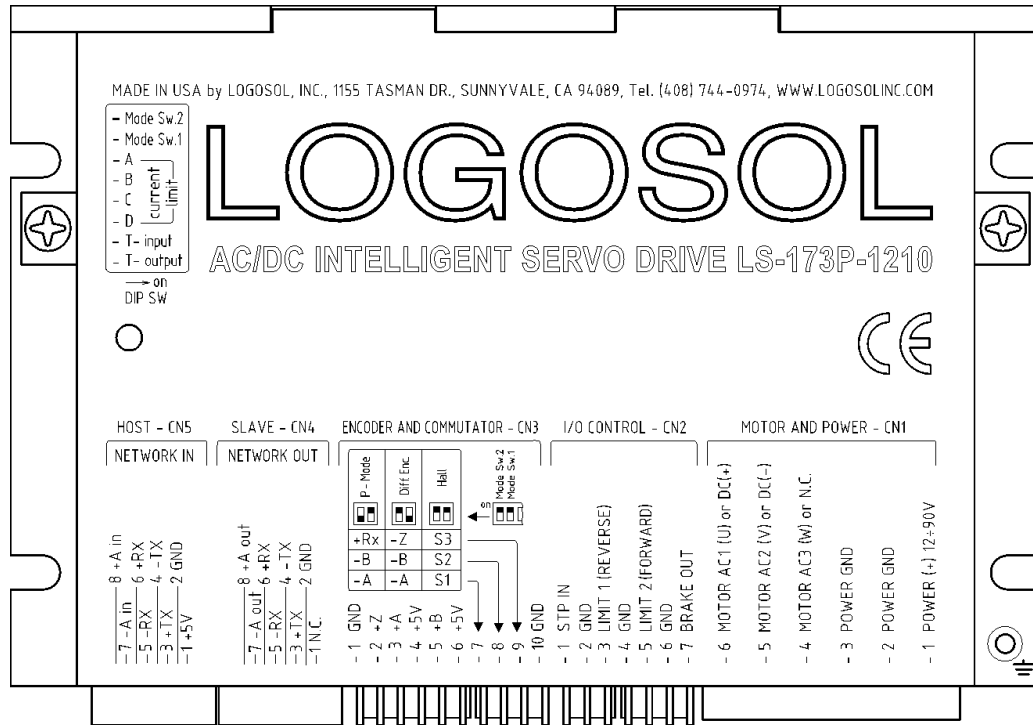 MADE IN USA by LOGOSOL, INC., 1155 TASMAN DR., SUNNYVALE, CA 94089, Tel. (408) 744-0974, WWW.LOGOSOLINC.COM
- Mode Sw.2
- Mode Sw.1
- A
- B
- C
- D
current limit
- T- input
- T- output
on
DIP SW
LOGOSOL
AC/DC INTELLIGENT SERVO DRIVE LS-173P-1210
CE
HOST - CN5
NETWORK IN
- 7 -A in
8 +A in
- 5 -RX
6 +RX
- 3 +TX
4 -TX
- 1 +5V
2 GND
SLAVE - CN4
NETWORK OUT
- 7 -A out
8 +A out
- 5 -RX
6 +RX
- 3 +TX
4 -TX
- 1 N.C.
2 GND
ENCODER AND COMMUTATOR - CN3
P - Mode
Diff Enc.
Hall
on
Mode Sw.2
Mode Sw.1
+Rx -Z S3
-B -B S2
-A -A S1
- 1 GND
- 2 +Z
- 3 +A
- 4 +5V
- 5 +B
- 6 +5V
- 7
- 8
- 9
- 10 GND
I/O CONTROL - CN2
- 1 STP IN
- 2 GND
- 3 LIMIT 1 (REVERSE)
- 4 GND
- 5 LIMIT 2 (FORWARD)
- 6 GND
- 7 BRAKE OUT
MOTOR AND POWER - CN1
- 6 MOTOR AC1 (U) or DC(+)
- 5 MOTOR AC2 (V) or DC(-)
- 4 MOTOR AC3 (W) or N.C.
- 3 POWER GND
- 2 POWER GND
- 1 POWER (+) 12÷90V